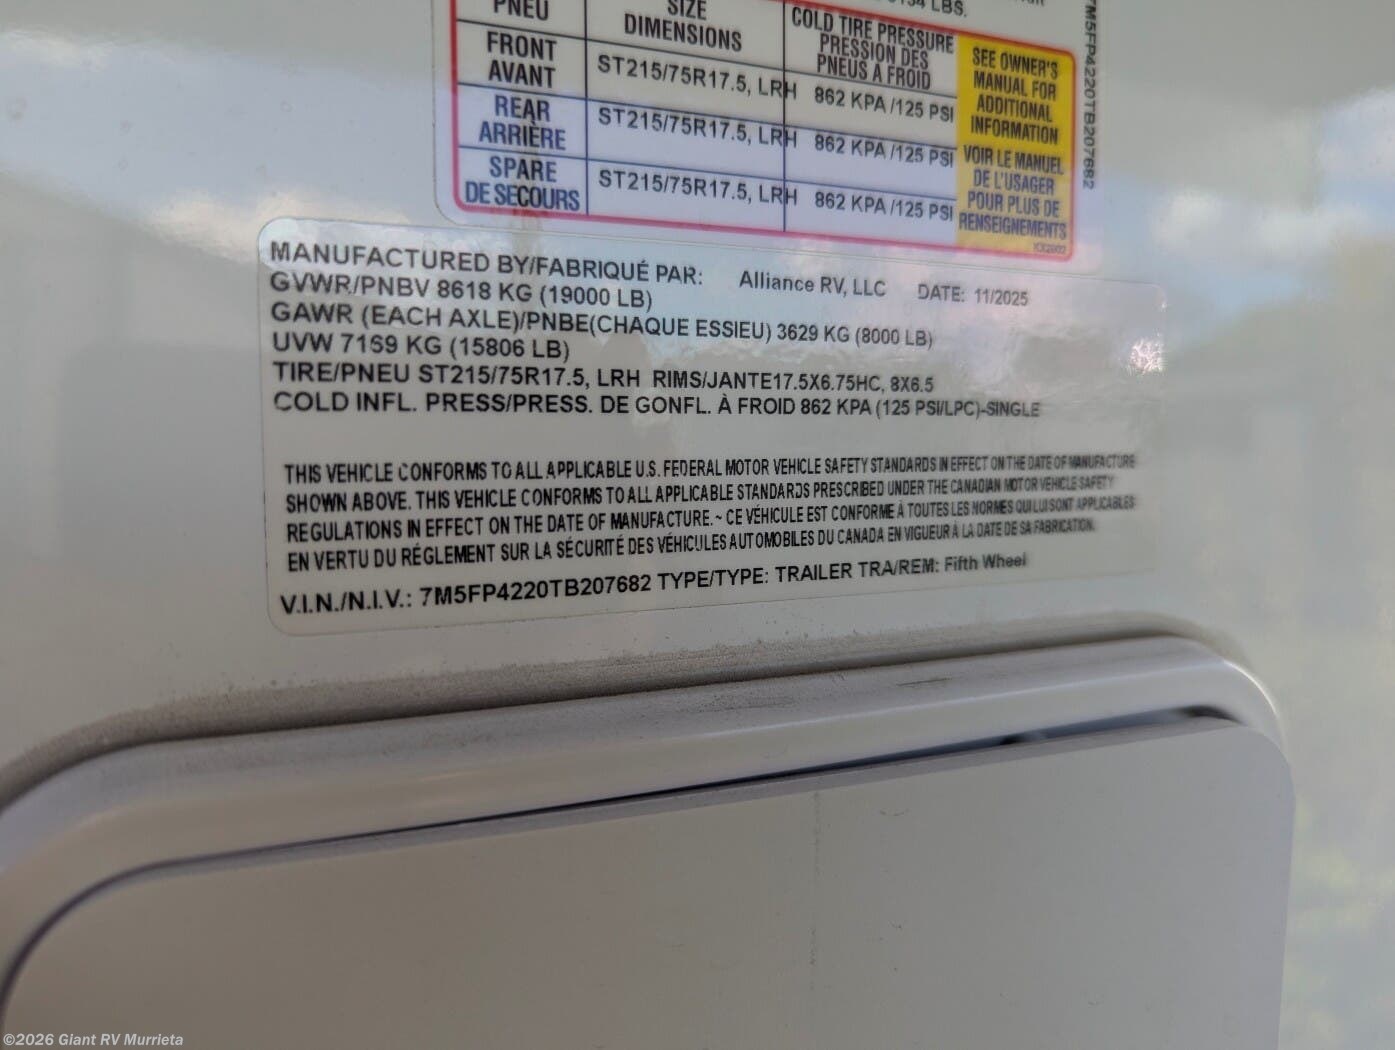 LBS.
PNEU SIZE DIMENSIONS COLD TIRE PRESSURE PRESSION DES PNEUS À FROID
FRONT AVANT ST215/75R17.5, LRH 862 KPA /125 PSI
REAR ARRIÈRE ST215/75R17.5, LRH 862 KPA /125 PSI
SPARE DE SECOURS ST215/75R17.5, LRH 862 KPA /125 PSI
SEE OWNER'S
MANUAL FOR
ADDITIONAL
INFORMATION
VOIR LE MANUEL
DE L'USAGER
POUR PLUS DE
RENSEIGNEMENTS
7M5FP4220TB207682
MANUFACTURED BY/FABRIQUÉ PAR: Alliance RV, LLC DATE: 11/2025
GVWR/PNBV 8618 KG (19000 LB)
GAWR (EACH AXLE)/PNBE(CHAQUE ESSIEU) 3629 KG (8000 LB)
UVW 7169 KG (15806 LB)
TIRE/PNEU ST215/75R17.5, LRH RIMS/JANTE17.5X6.75HC, 8X6.5
COLD INFL. PRESS/PRESS. DE GONFL. À FROID 862 KPA (125 PSI/LPC)-SINGLE
THIS VEHICLE CONFORMS TO ALL APPLICABLE U.S. FEDERAL MOTOR VEHICLE SAFETY STANDARDS IN EFFECT ON THE DATE OF MANUFACTURE
SHOWN ABOVE. THIS VEHICLE CONFORMS TO ALL APPLICABLE STANDARDS PRESCRIBED UNDER THE CANADIAN MOTOR VEHICLE SAFETY
REGULATIONS IN EFFECT ON THE DATE OF MANUFACTURE. ~ CE VÉHICULE EST CONFORME À TOUTES LES NORMES QUI LUI SONT APPLICABLES
EN VERTU DU RÉGLEMENT SUR LA SÉCURITÉ DES VÉHICULES AUTOMOBILES DU CANADA EN VIGUEUR À LA DATE DE SA FABRICATION.
V.I.N./N.I.V.: 7M5FP4220TB207682 TYPE/TYPE: TRAILER TRA/REM: Fifth Wheel
©2026 Giant RV Murrieta